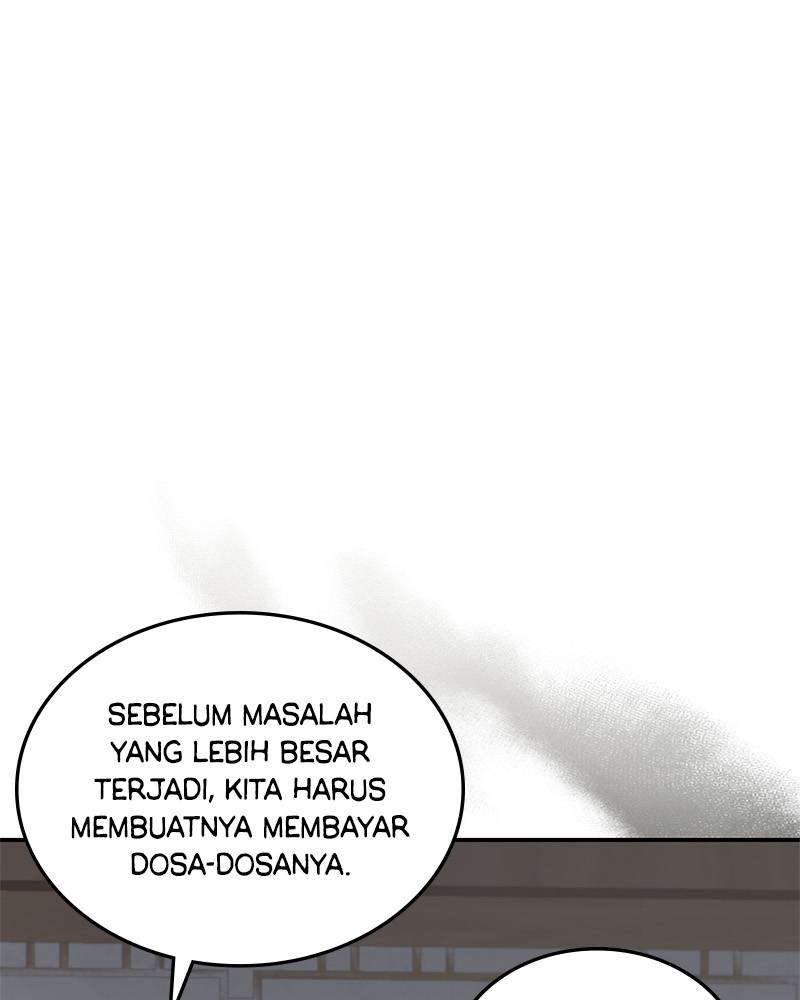 SEBELUM MASALAH
YANG LEBIH BESAR
TERJADI, KITA HARUS
MEMBUATNYA MEMBAYAR
DOSA-DOSANYA.